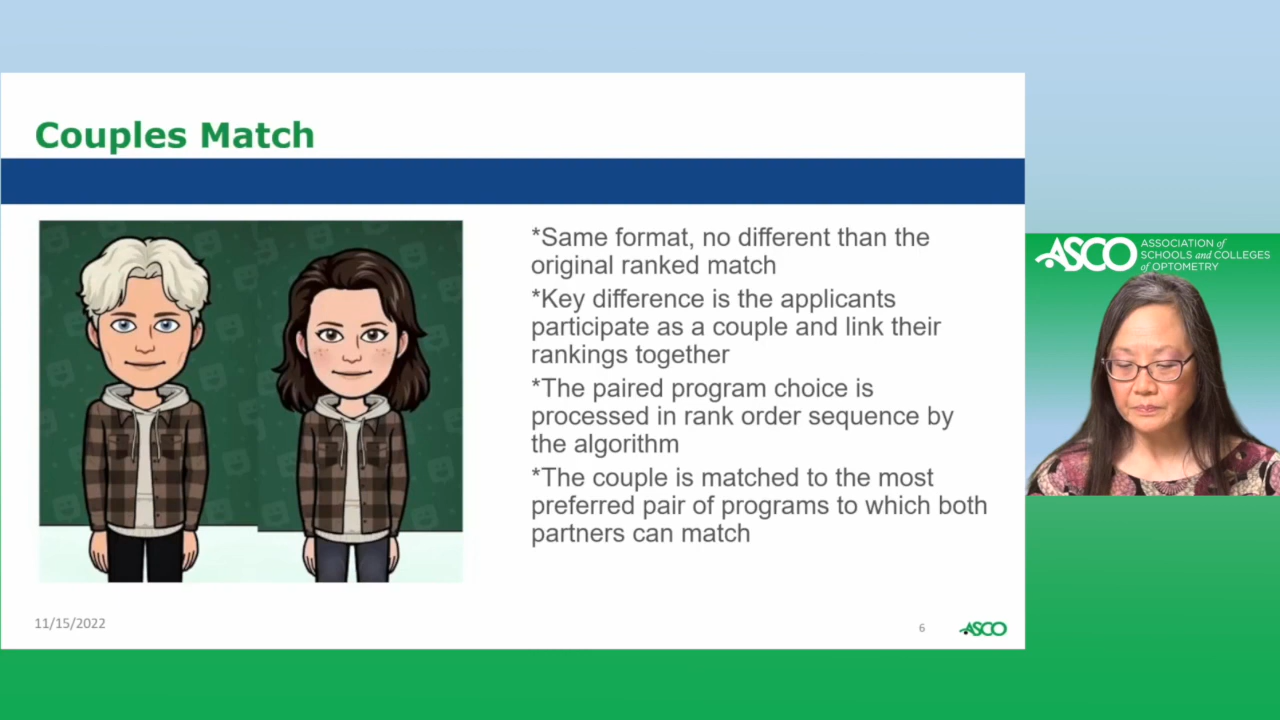 Couples Match
*Same format, no different than the
original ranked match
*Key difference is the applicants
participate as a couple and link their
rankings together
*The paired program choice is
processed in rank order sequence by
the algorithm
*The couple is matched to the most
preferred pair of programs to which both
partners can match
11/15/2022
6
ASCO
ASCO
ASSOCIATION of
SCHOOLS and COLLEGES
of OPTOMETRY